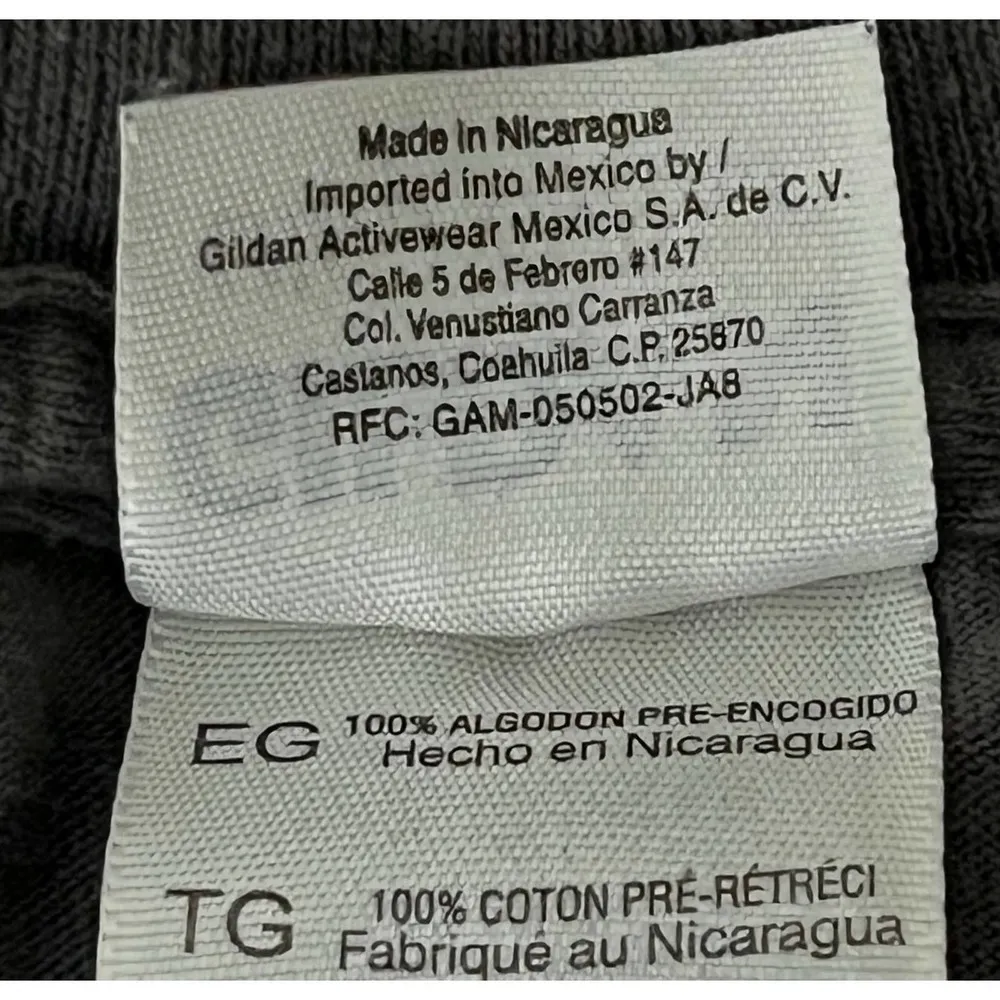 Made in Nicaragua
Imported into Mexico by /
Gildan Activewear Mexico S.A. de C.V.
Calle 5 de Febrero #147
Col. Venustiano Carranza
Castanos, Coahuila C.P. 25870
RFC: GAM-050502-JA8
EG 100% ALGODON PRE-ENCOGIDO
Hecho en Nicaragua
TG 100% COTON PRÉ-RÉTRÉCI
Fabriqué au Nicaragua